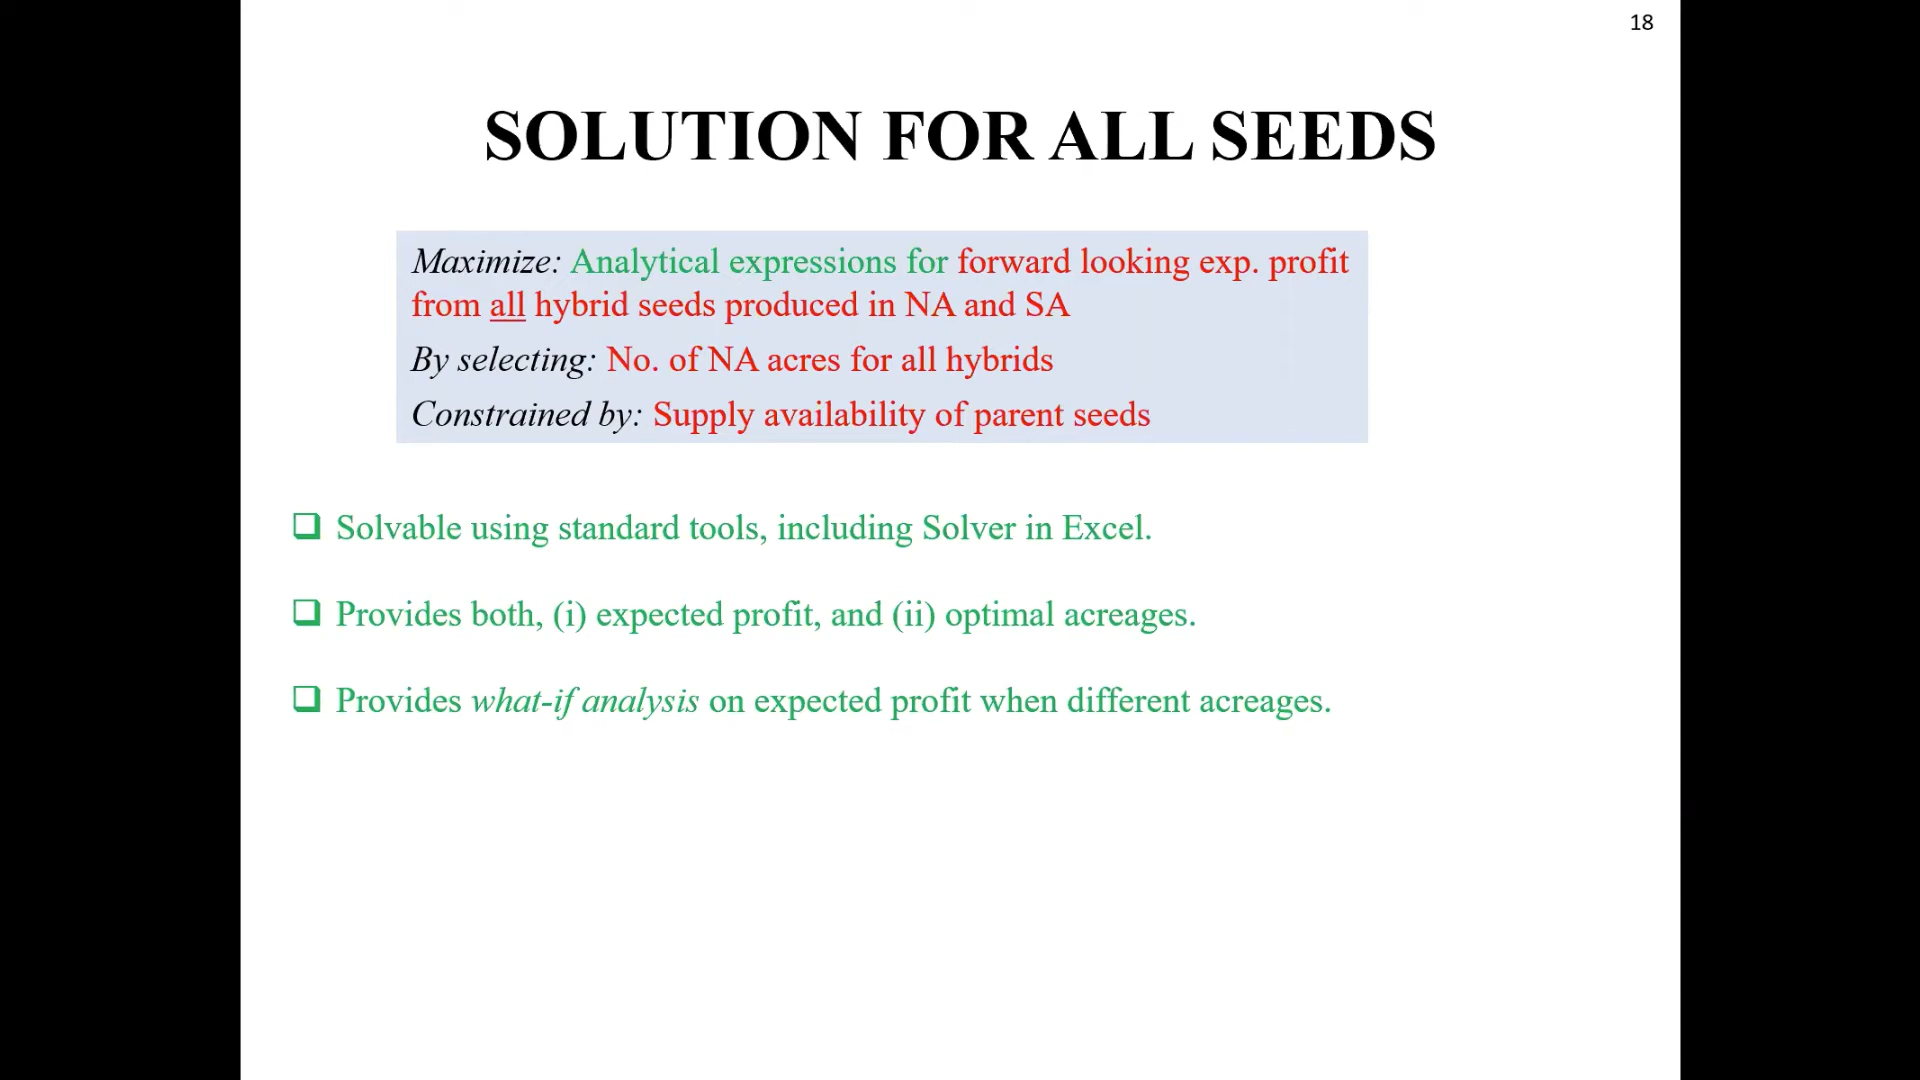 18
SOLUTION FOR ALL SEEDS
Maximize: Analytical expressions for forward looking exp. profit
from all hybrid seeds produced in NA and SA
By selecting: No. of NA acres for all hybrids
Constrained by: Supply availability of parent seeds
❑ Solvable using standard tools, including Solver in Excel.
❑ Provides both, (i) expected profit, and (ii) optimal acreages.
❑ Provides what-if analysis on expected profit when different acreages.